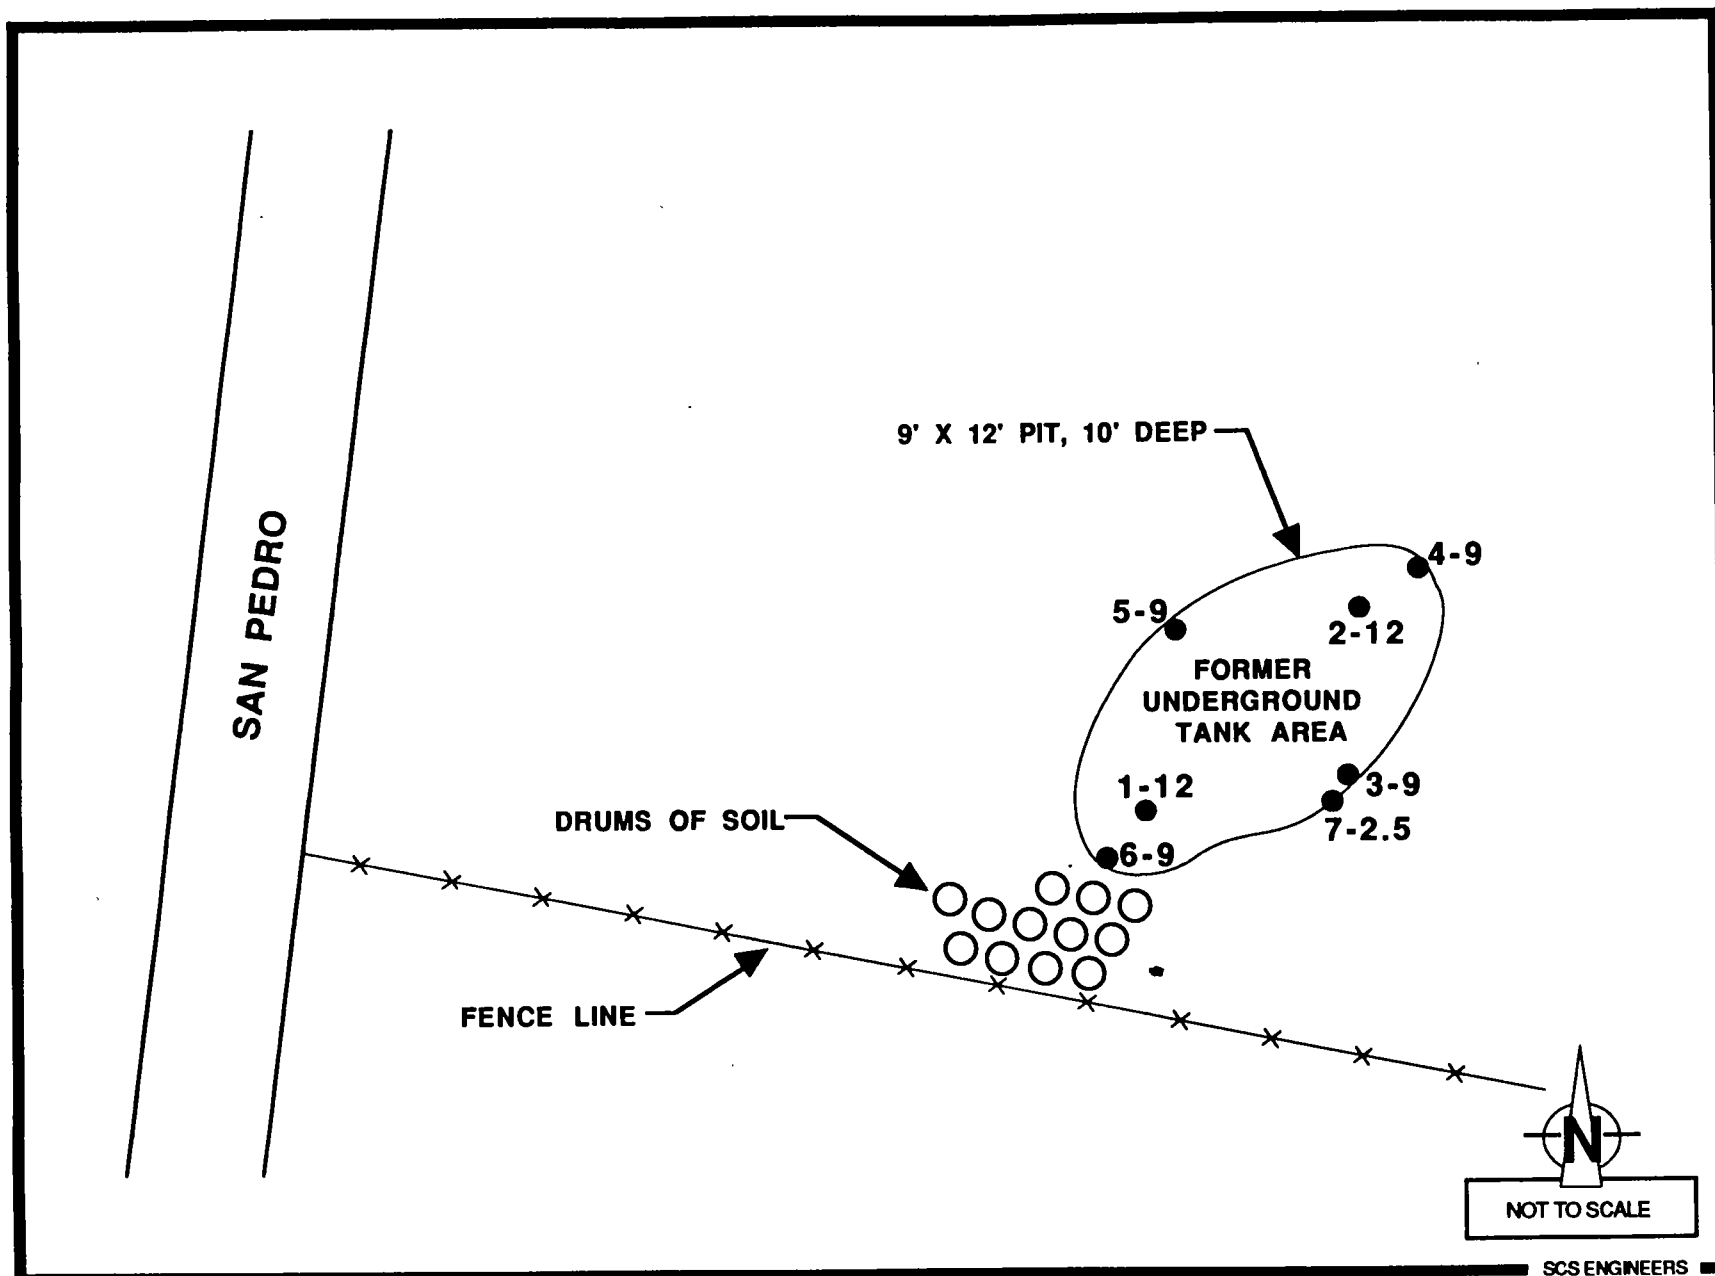 9' X 12' PIT, 10' DEEP
4-9
5-9
2-12
FORMER
UNDERGROUND
TANK AREA
SAN PEDRO
1-12
3-9
DRUMS OF SOIL
7-2.5
6-9
FENCE LINE
N
NOT TO SCALE
SCS ENGINEERS